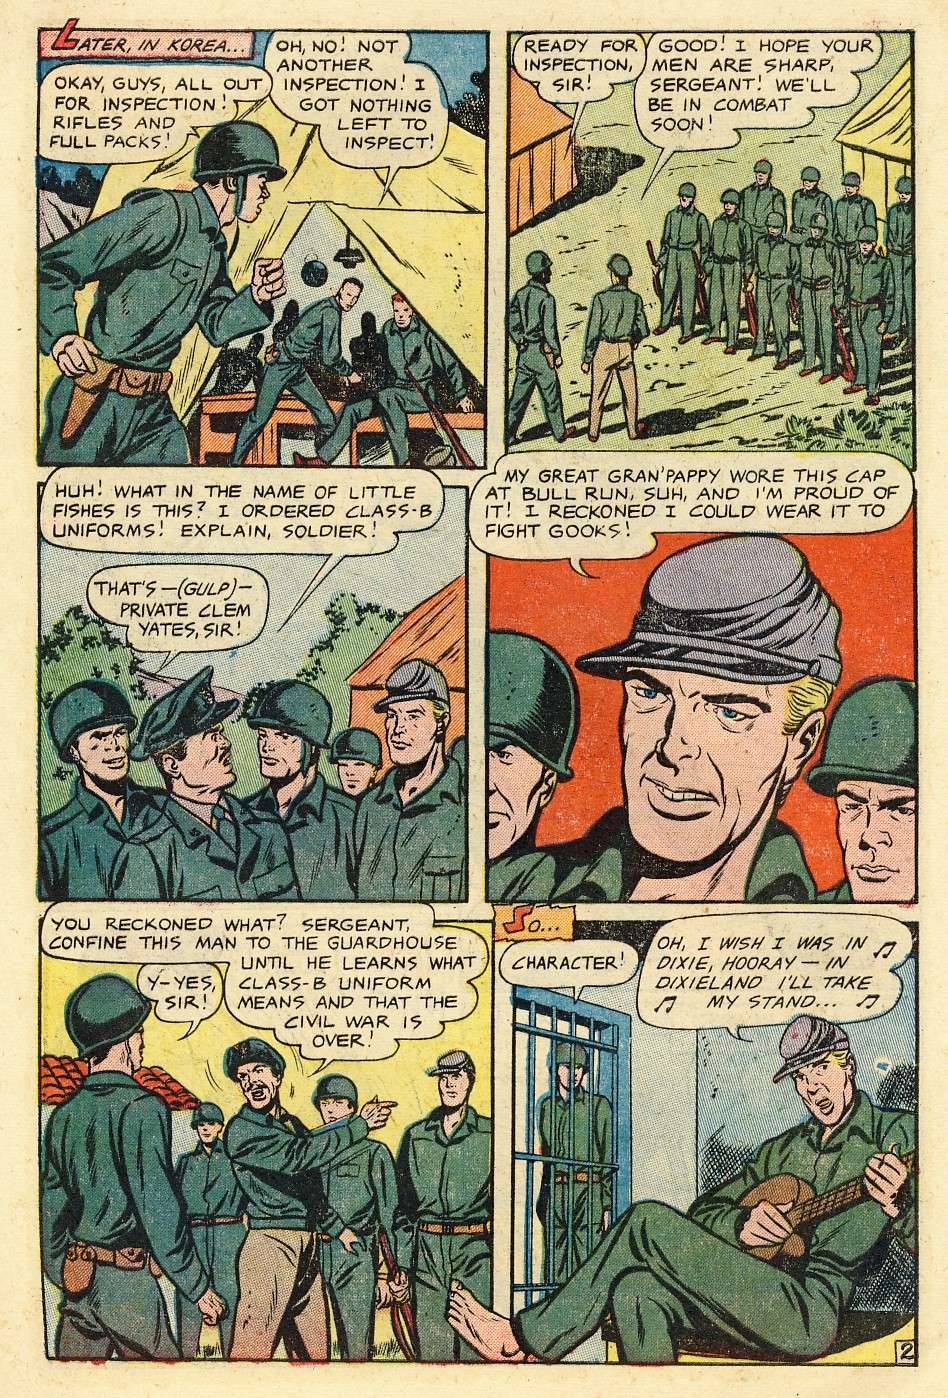 LATER, IN KOREA...
OKAY, GUYS, ALL OUT
FOR INSPECTION!
RIFLES AND
FULL PACKS!
OH, NO! NOT
ANOTHER
INSPECTION! I
GOT NOTHING
LEFT TO
INSPECT!
READY FOR
INSPECTION,
SIR!
GOOD! I HOPE YOUR
MEN ARE SHARP,
SERGEANT! WE'LL
BE IN COMBAT
SOON!
HUH! WHAT IN THE NAME OF LITTLE
FISHES IS THIS? I ORDERED CLASS-B
UNIFORMS! EXPLAIN, SOLDIER!
THAT'S—(GULP)—
PRIVATE CLEM
YATES, SIR!
MY GREAT GRAN'PAPPY WORE THIS CAP
AT BULL RUN, SUH, AND I'M PROUD OF
IT! I RECKONED I COULD WEAR IT TO
FIGHT GOOKS!
YOU RECKONED WHAT? SERGEANT,
CONFINE THIS MAN TO THE GUARDHOUSE
UNTIL HE LEARNS WHAT
CLASS-B UNIFORM
MEANS AND THAT THE
CIVIL WAR IS
OVER!
Y-YES,
SIR!
SO...
CHARACTER!
OH, I WISH I WAS IN
DIXIE, HOORAY — IN
DIXIELAND I'LL TAKE
MY STAND...
2